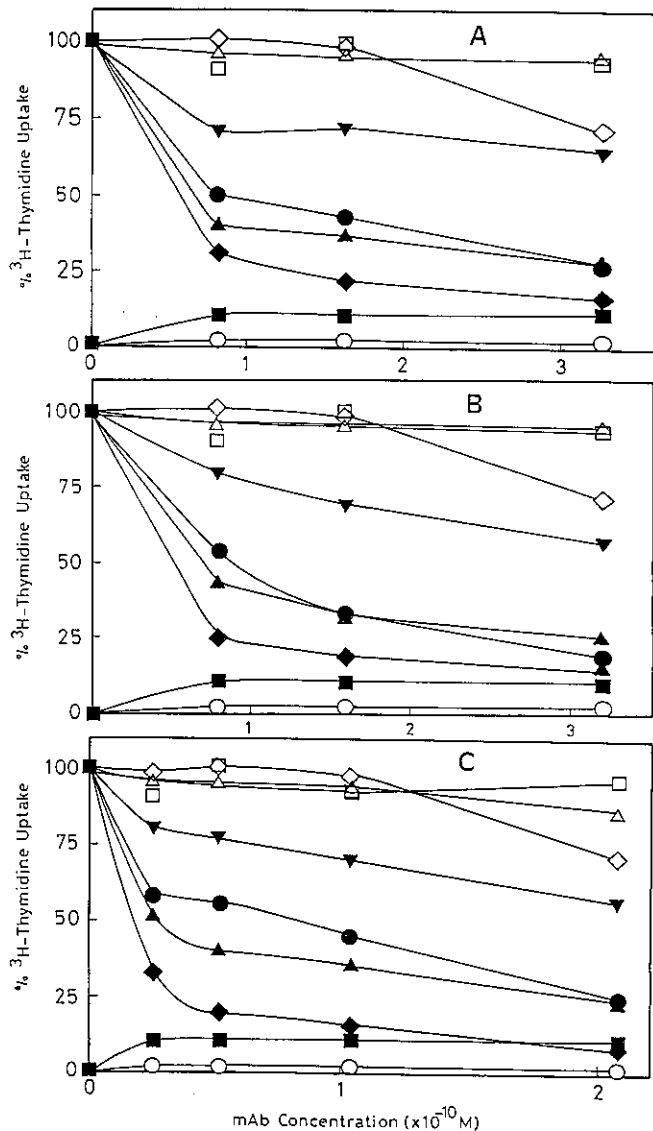 A
100
75
50
25
0
% ³H-Thymidine Uptake
0 1 2 3
B
100
75
50
25
0
% ³H-Thymidine Uptake
1 2 3
C
100
75
50
25
0
% ³H-Thymidine Uptake
0 1 2
mAb Concentration (x10⁻¹⁰M)